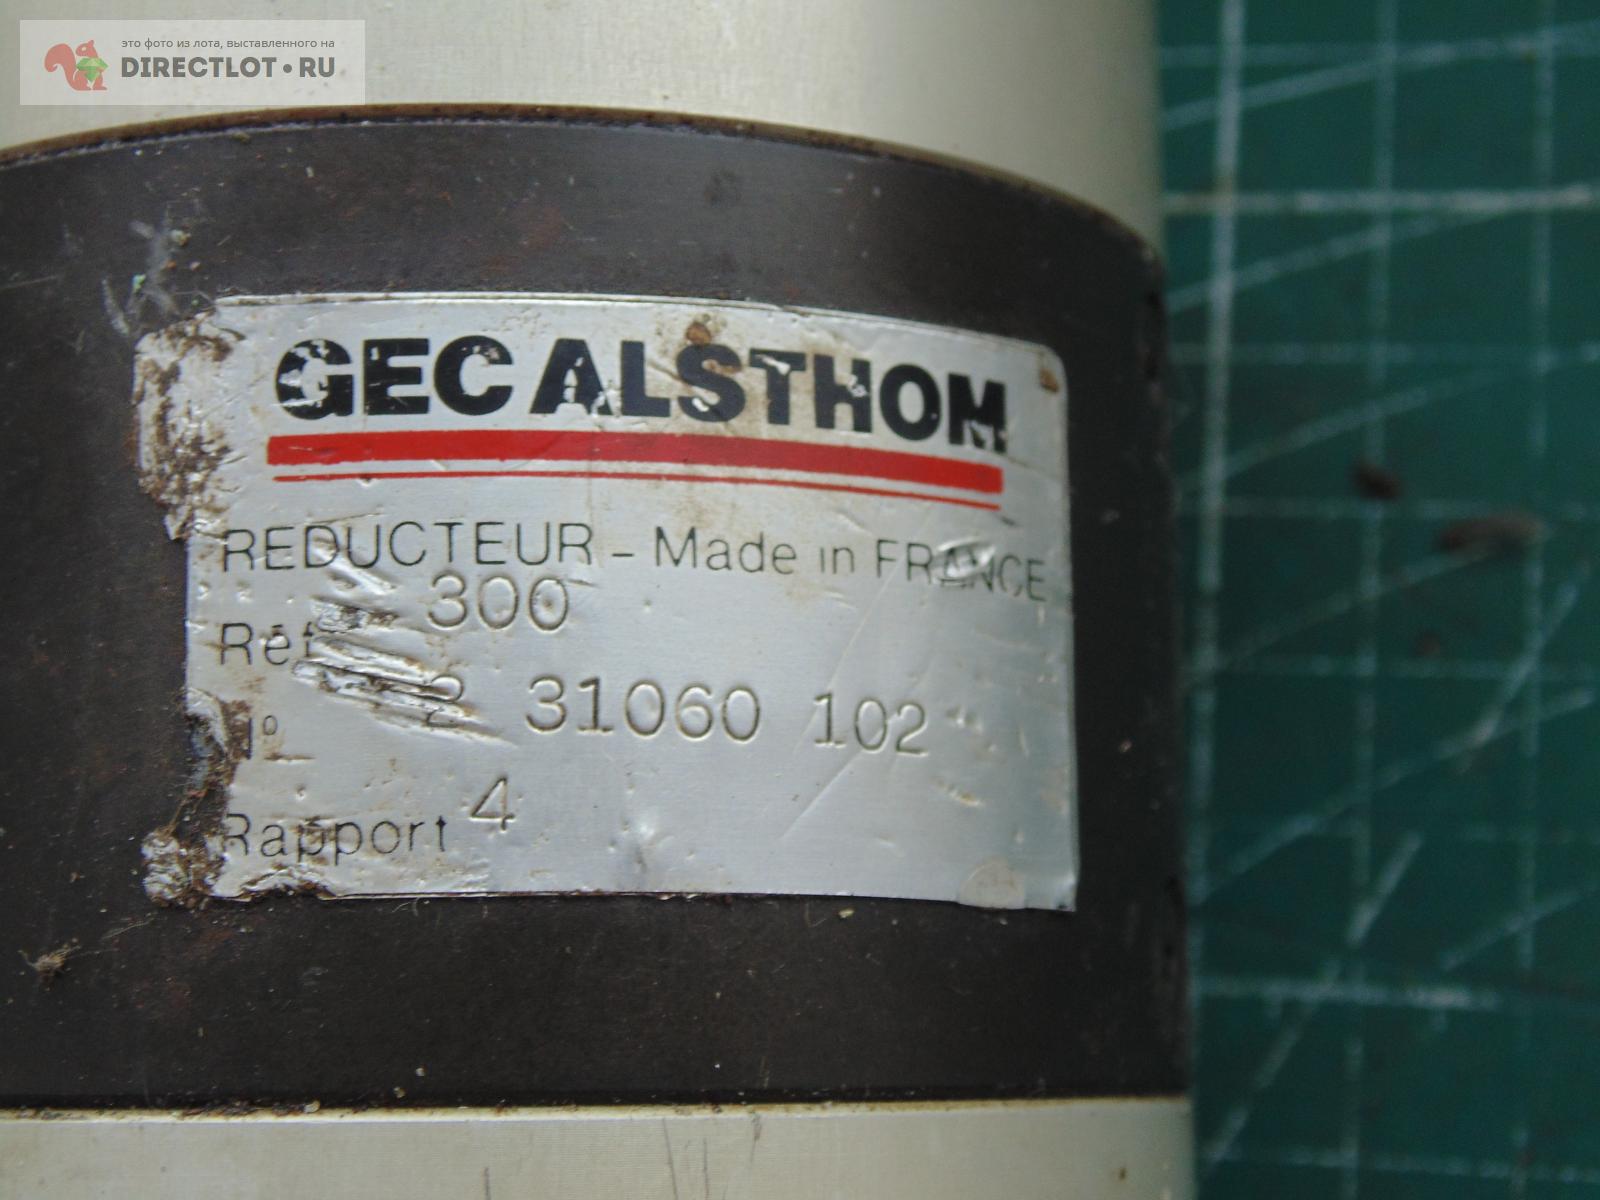 это фото из лота, выставленного на
DIRECTLOT•RU
GEC ALSTHOM
REDUCTEUR - Made in FRANCE
300
Réf
2 31060 102
N°
Rapport 4